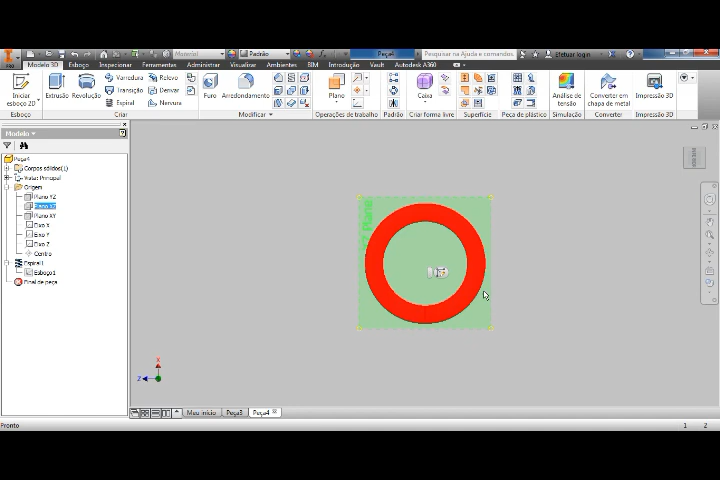 Padrão
Peça4
Pesquisar na Ajuda e comandos.
Efetuar login
PRO
Modelo 3D Esboço Inspecionar Ferramentas Administrar Visualizar Ambientes BIM Introdução Vault Autodesk A360
Iniciar esboço 2D
Extrusão
Revolução
Varredura
Transição
Espiral
Relevo
Derivar
Nervura
Furo
Arredondamento
Plano
Caixa
Análise de tensão
Converter em chapa de metal
Impressão 3D
Esboço
Criar
Modificar
Operações de trabalho
Padrão
Criar forma livre
Superfície
Peça de plástico
Simulação
Converter
Impressão 3D
Modelo
Peça4
Corpos sólidos(1)
Vista: Principal
Origem
Plano YZ
Plano XZ
Plano XY
Eixo X
Eixo Y
Eixo Z
Centro
Espiral1
Esboço1
Final de peça
Plane
X
Z
Meu início
Peça3
Peça4
Pronto
1 2